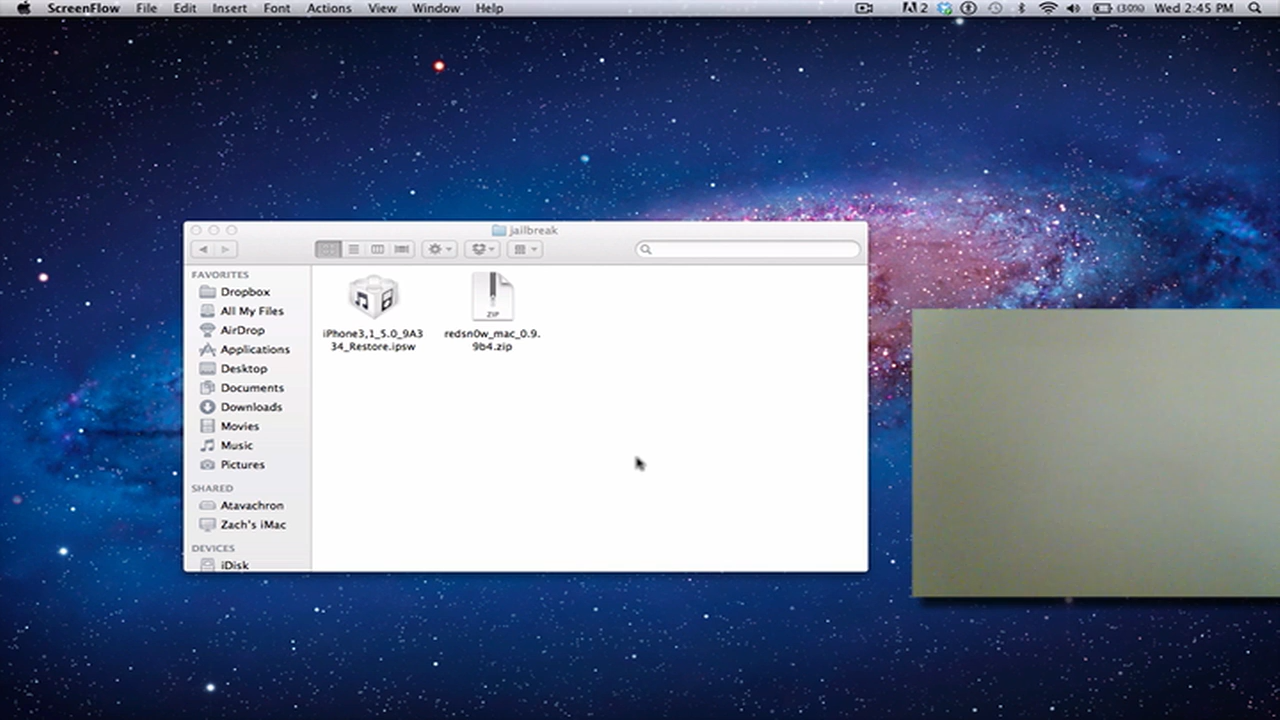 ScreenFlow File Edit Insert Font Actions View Window Help 2 (30%) Wed 2:45 PM
jailbreak
FAVORITES
Dropbox
All My Files
AirDrop
Applications
Desktop
Documents
Downloads
Movies
Music
Pictures
SHARED
Atavachron
Zach's iMac
DEVICES
iDisk
iPhone3,1_5.0_9A3
34_Restore.ipsw
ZIP
redsn0w_mac_0.9.
9b4.zip